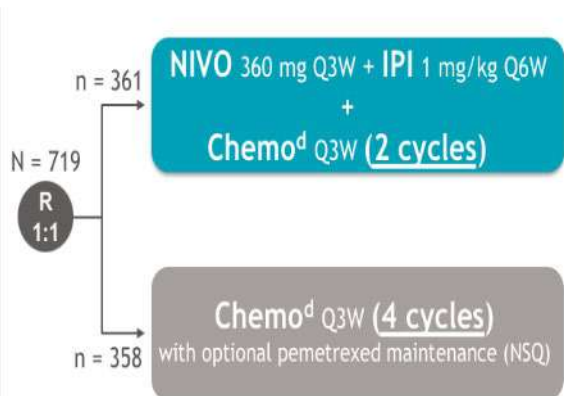 n = 361
NIVO 360 mg Q3W + IPI 1 mg/kg Q6W
+
Chemoᵈ Q3W (2 cycles)
N = 719
R
1:1
Chemoᵈ Q3W (4 cycles)
with optional pemetrexed maintenance (NSQ)
n = 358